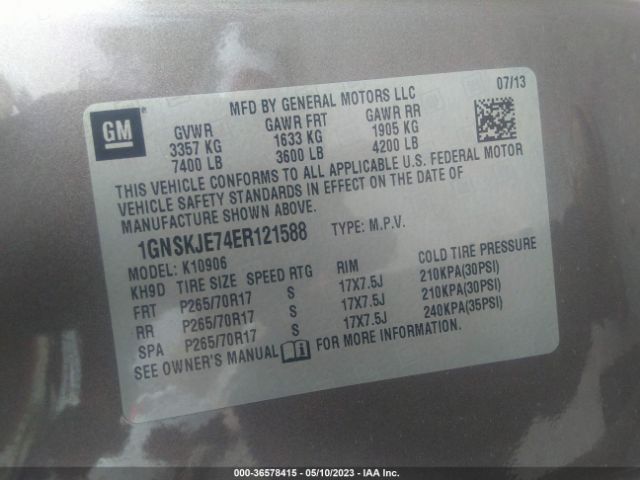 MFD BY GENERAL MOTORS LLC 07/13
GM
GVWR GAWR FRT GAWR RR
3357 KG 1633 KG 1905 KG
7400 LB 3600 LB 4200 LB
THIS VEHICLE CONFORMS TO ALL APPLICABLE U.S. FEDERAL MOTOR
VEHICLE SAFETY STANDARDS IN EFFECT ON THE DATE OF
MANUFACTURE SHOWN ABOVE.
1GNSKJE74ER121588 TYPE: M.P.V.
MODEL: K10906
KH9D TIRE SIZE SPEED RTG RIM COLD TIRE PRESSURE
FRT P265/70R17 S 17X7.5J 210KPA(30PSI)
RR P265/70R17 S 17X7.5J 210KPA(30PSI)
SPA P265/70R17 S 17X7.5J 240KPA(35PSI)
SEE OWNER'S MANUAL FOR MORE INFORMATION.
000-36578415 - 05/10/2023 - IAA Inc.